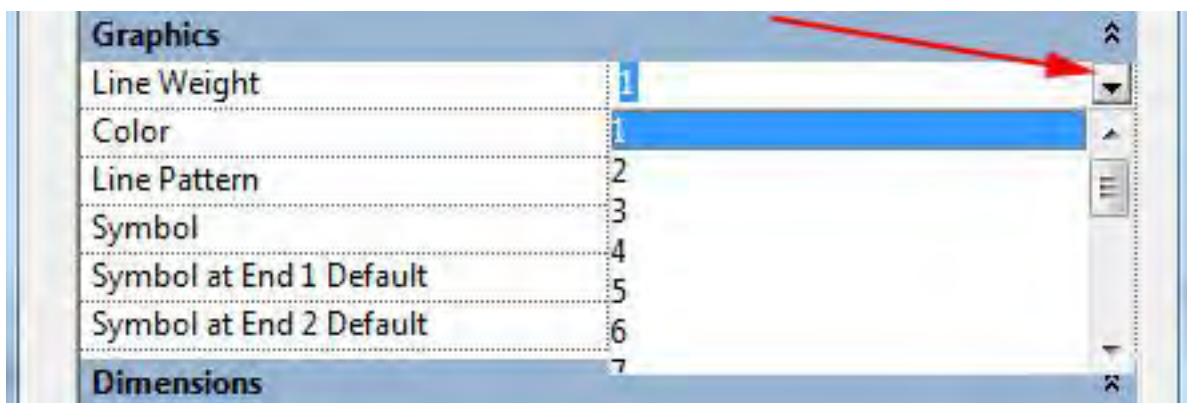 Graphics
Line Weight 1
Color 1
Line Pattern 2
Symbol 3
4
Symbol at End 1 Default 5
Symbol at End 2 Default 6
7
Dimensions